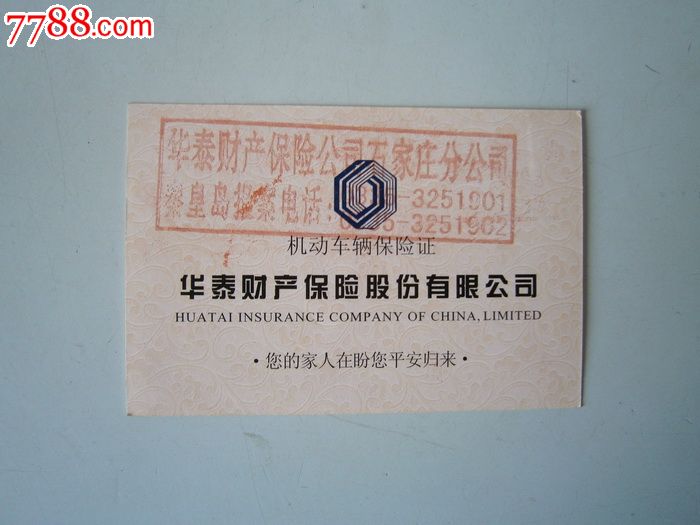 7788.com
华泰财产保险公司石家庄分公司
秦皇岛报案电话: 3251901
3251902
机动车辆保险证
华泰财产保险股份有限公司
HUATAI INSURANCE COMPANY OF CHINA, LIMITED
·您的家人在盼您平安归来·